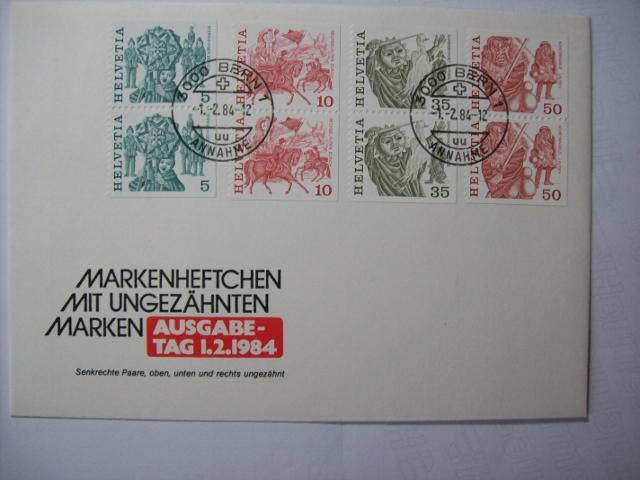 HELVETIA 5
HELVETIA 10
HELVETIA 35
HELVETIA 50
HELVETIA 5
HELVETIA 10
HELVETIA 35
HELVETIA 50
3000 BERN 1
-1.-2.84-12
uu
ANNAHME
3000 BERN 1
-1.-2.84-12
uu
ANNAHME
MARKENHEFTCHEN
MIT UNGEZÄHNTEN
MARKEN AUSGABE-
TAG 1.2.1984
Senkrechte Paare, oben, unten und rechts ungezähnt